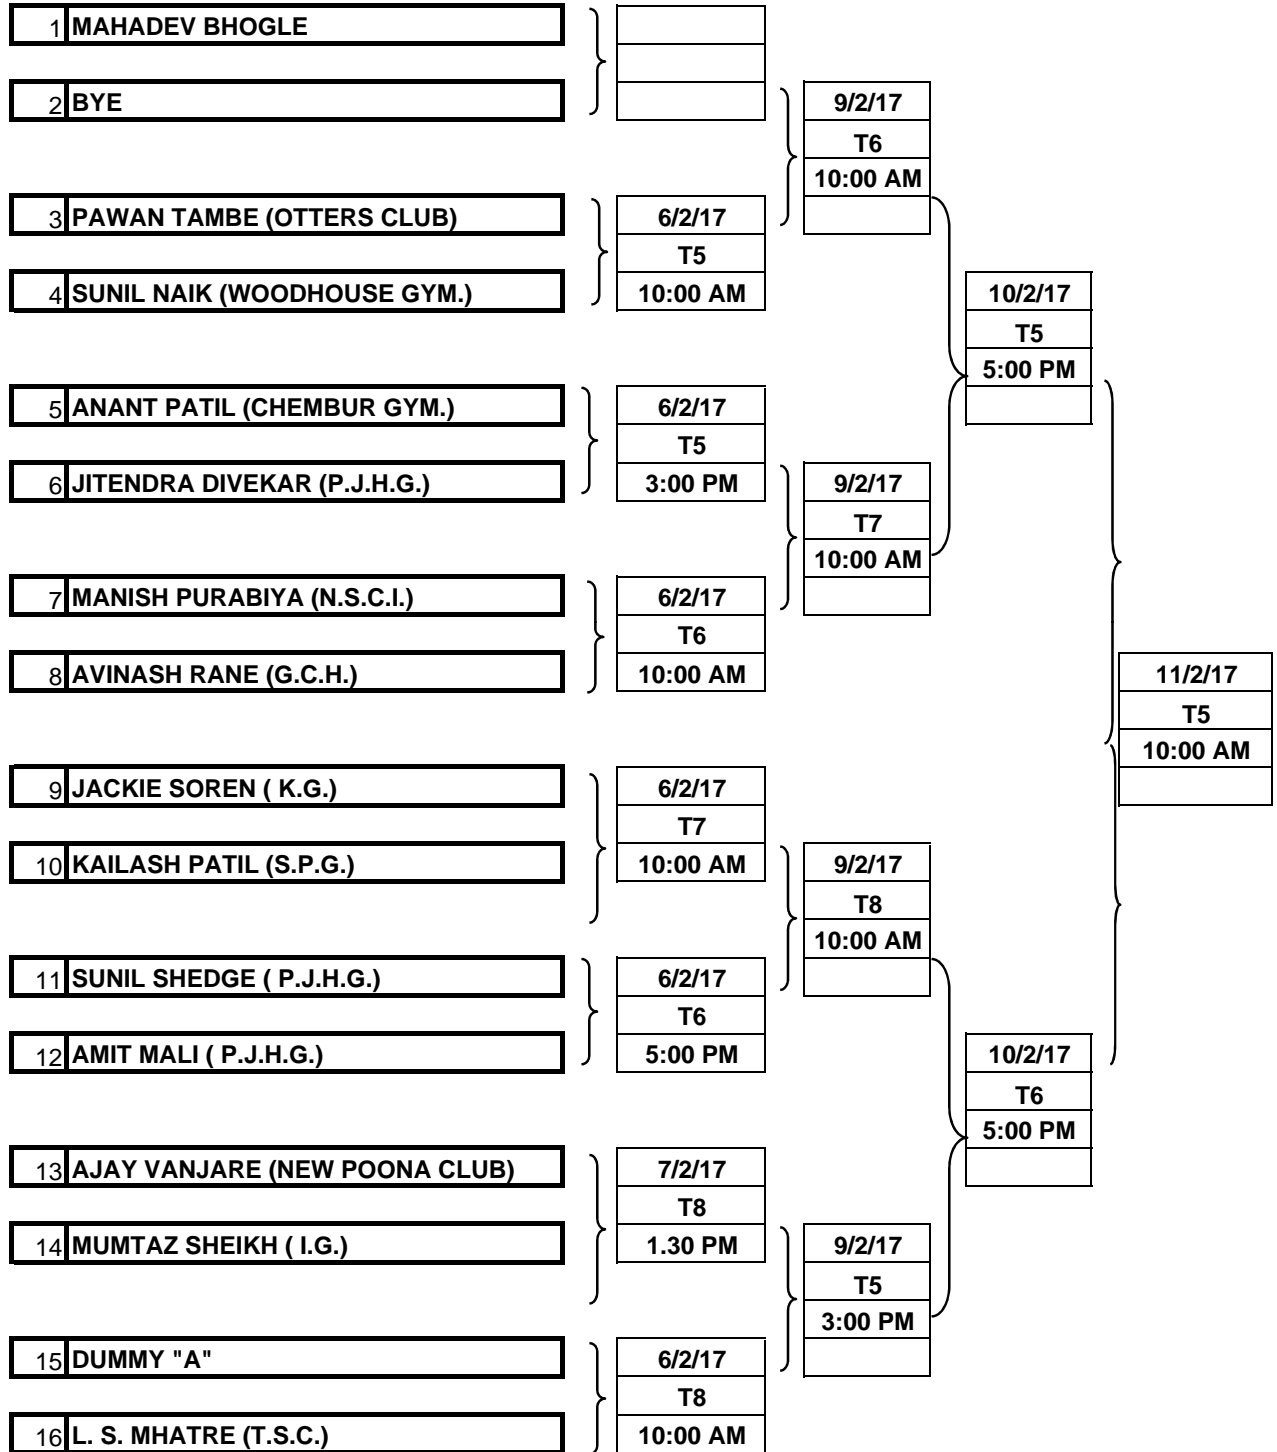 1 MAHADEV BHOGLE
2 BYE
9/2/17
T6
10:00 AM
3 PAWAN TAMBE (OTTERS CLUB)
6/2/17
T5
4 SUNIL NAIK (WOODHOUSE GYM.)
10:00 AM
10/2/17
T5
5:00 PM
5 ANANT PATIL (CHEMBUR GYM.)
6/2/17
T5
6 JITENDRA DIVEKAR (P.J.H.G.)
3:00 PM
9/2/17
T7
10:00 AM
7 MANISH PURABIYA (N.S.C.I.)
6/2/17
T6
8 AVINASH RANE (G.C.H.)
10:00 AM
11/2/17
T5
10:00 AM
9 JACKIE SOREN ( K.G.)
6/2/17
T7
10 KAILASH PATIL (S.P.G.)
10:00 AM
9/2/17
T8
10:00 AM
11 SUNIL SHEDGE ( P.J.H.G.)
6/2/17
T6
12 AMIT MALI ( P.J.H.G.)
5:00 PM
10/2/17
T6
5:00 PM
13 AJAY VANJARE (NEW POONA CLUB)
7/2/17
T8
14 MUMTAZ SHEIKH ( I.G.)
1.30 PM
9/2/17
T5
3:00 PM
15 DUMMY "A"
6/2/17
T8
16 L. S. MHATRE (T.S.C.)
10:00 AM